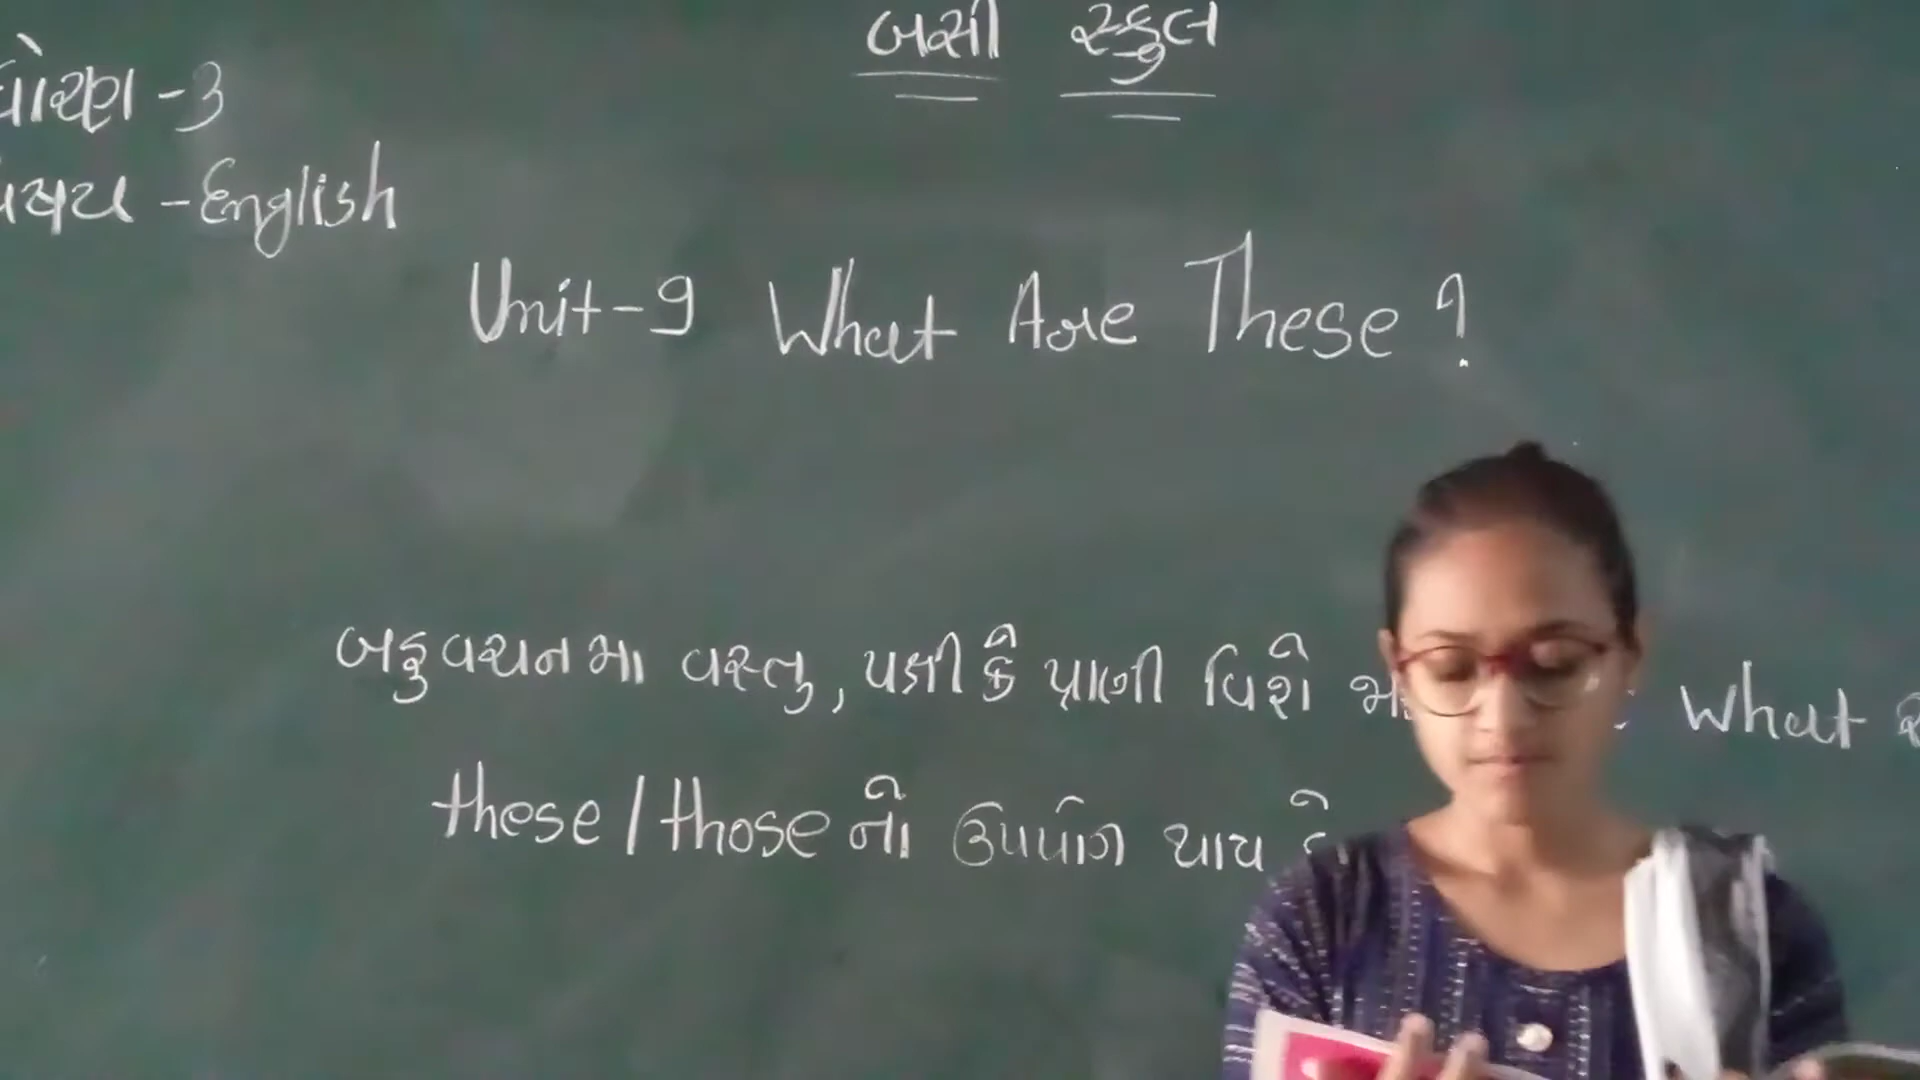 બસી સ્કુલ
ધોરણ -3
વિષય -English
Unit-9 What Are These?
બહુવચનમાં વસ્તુ, પક્ષી કે પ્રાણી વિશે What
these/those નો ઉપયોગ થાય